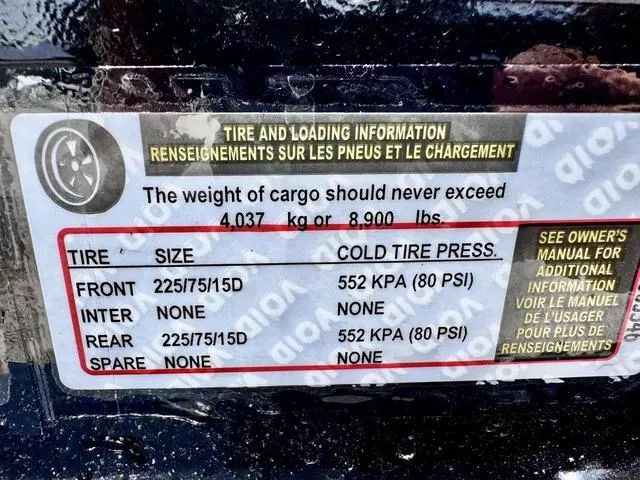 TIRE AND LOADING INFORMATION
RENSEIGNEMENTS SUR LES PNEUS ET LE CHARGEMENT
The weight of cargo should never exceed
4,037 kg or 8,900 lbs.
TIRE SIZE COLD TIRE PRESS.
FRONT 225/75/15D 552 KPA (80 PSI)
INTER NONE NONE
REAR 225/75/15D 552 KPA (80 PSI)
SPARE NONE NONE
SEE OWNER'S
MANUAL FOR
ADDITIONAL
INFORMATION
VOIR LE MANUEL
DE L'USAGER
POUR PLUS DE
RENSEIGNEMENTS
VOID